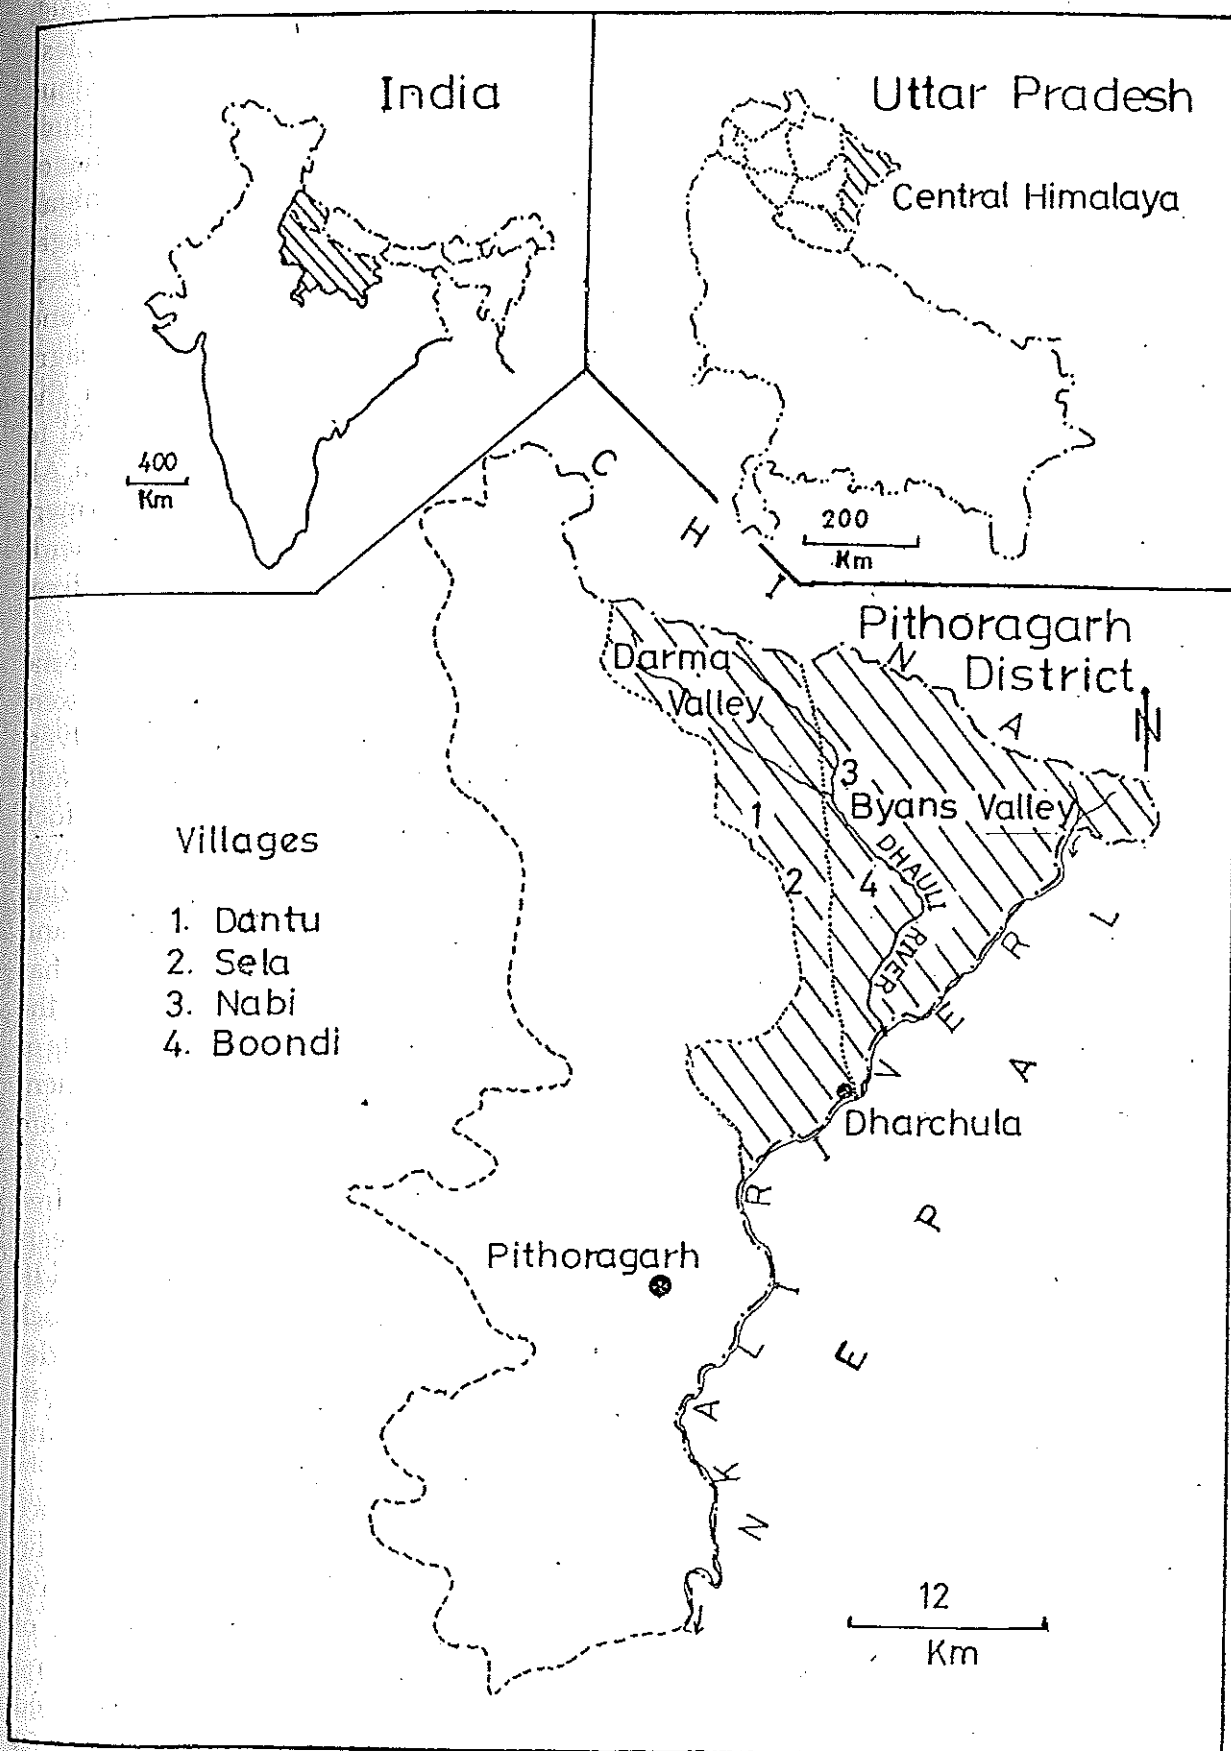 India
400
Km
Uttar Pradesh
Central Himalaya
200
Km
CHINA
Pithoragarh
District
N
Darma
Valley
3
Byans Valley
1
2
4
DHAULI
RIVER
Villages
1. Dantu
2. Sela
3. Nabi
4. Boondi
Dharchula
Pithoragarh
KALI RIVER
NEPAL
12
Km